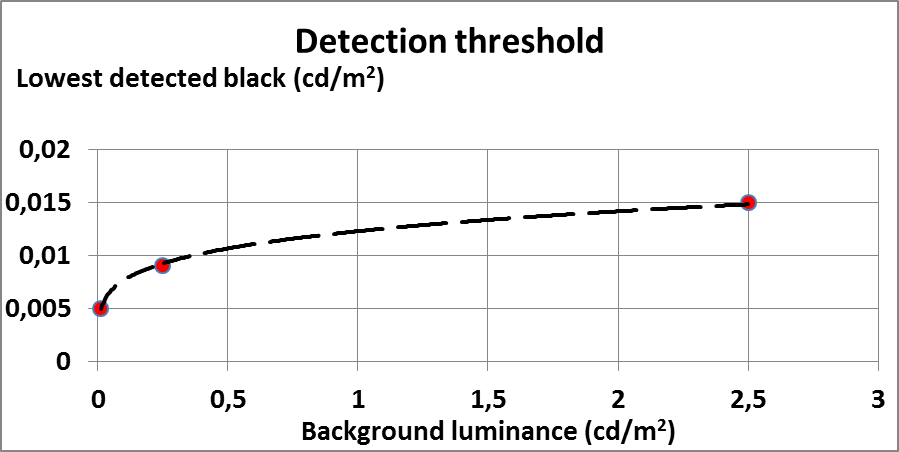 Detection threshold
Lowest detected black (cd/m²)
0,02
0,015
0,01
0,005
0
0 0,5 1 1,5 2 2,5 3
Background luminance (cd/m²)